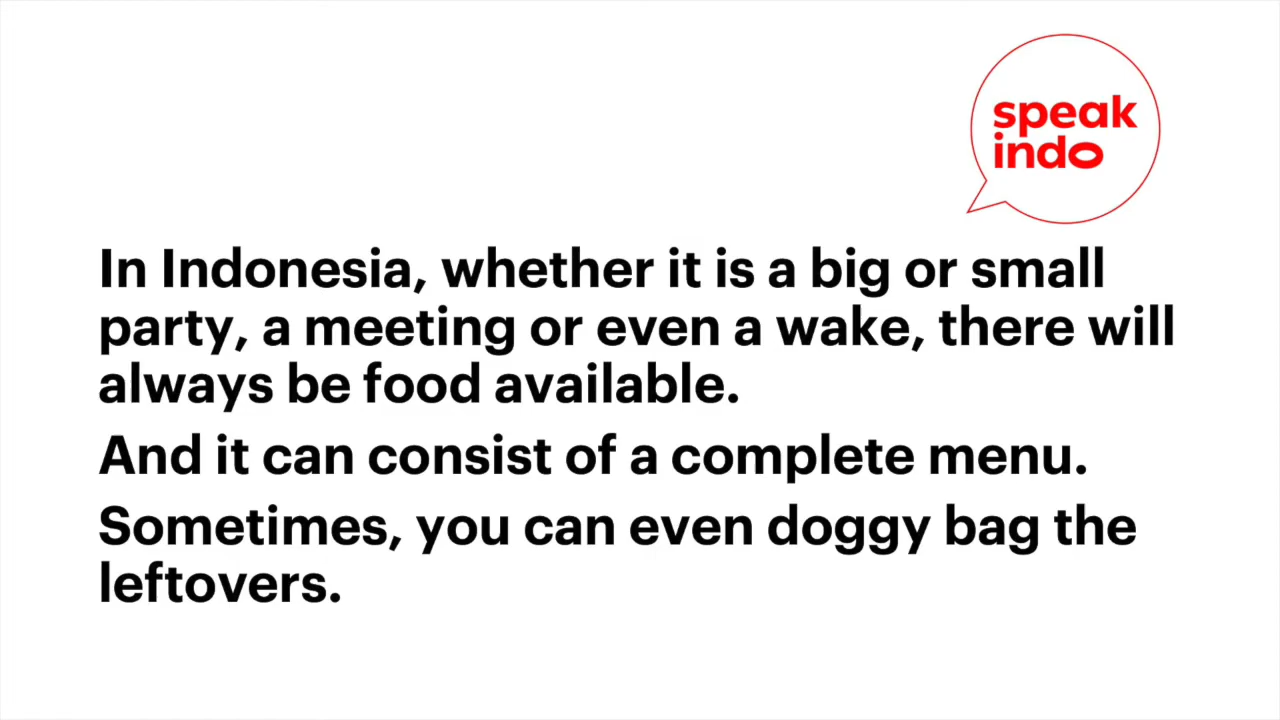 speak
indo
In Indonesia, whether it is a big or small
party, a meeting or even a wake, there will
always be food available.
And it can consist of a complete menu.
Sometimes, you can even doggy bag the
leftovers.